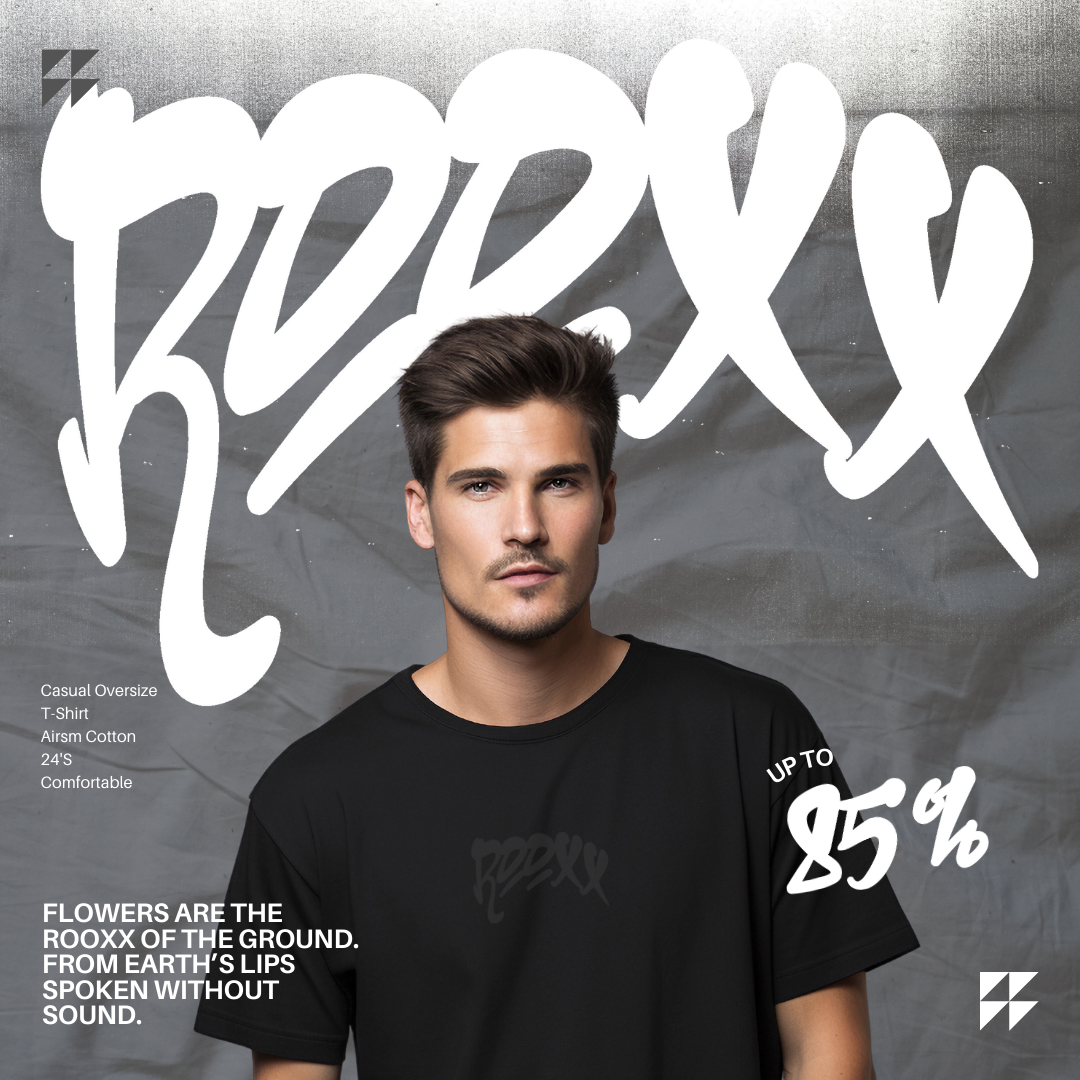 ROOXX
Casual Oversize
T-Shirt
Airsm Cotton
24'S
Comfortable
UP TO
85%
ROOXX
FLOWERS ARE THE
ROOXX OF THE GROUND.
FROM EARTH’S LIPS
SPOKEN WITHOUT
SOUND.